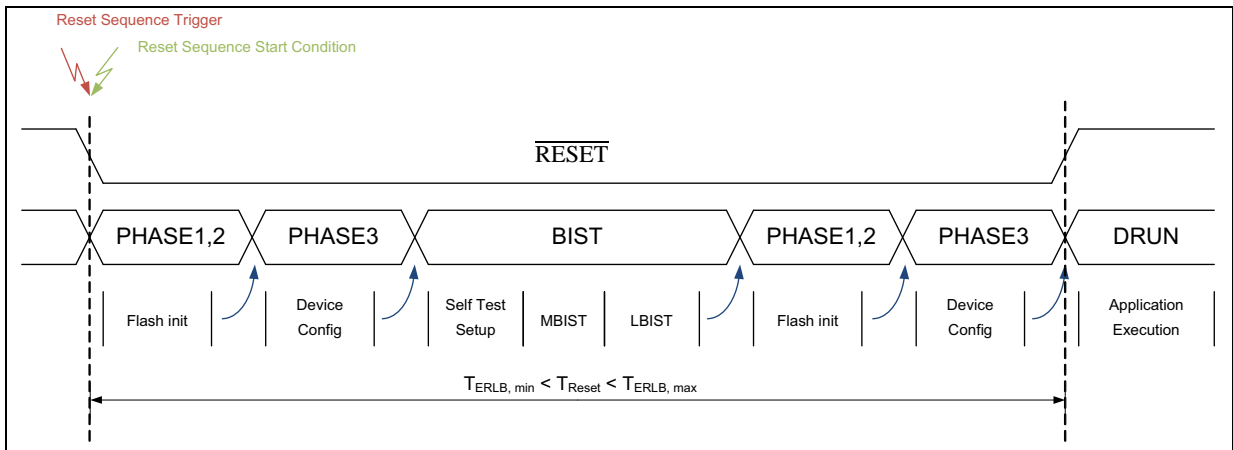 Reset Sequence Trigger
Reset Sequence Start Condition
RESET
PHASE1,2
PHASE3
BIST
PHASE1,2
PHASE3
DRUN
Flash init
Device
Config
Self Test
Setup
MBIST
LBIST
Flash init
Device
Config
Application
Execution
TERLB, min < TReset < TERLB, max